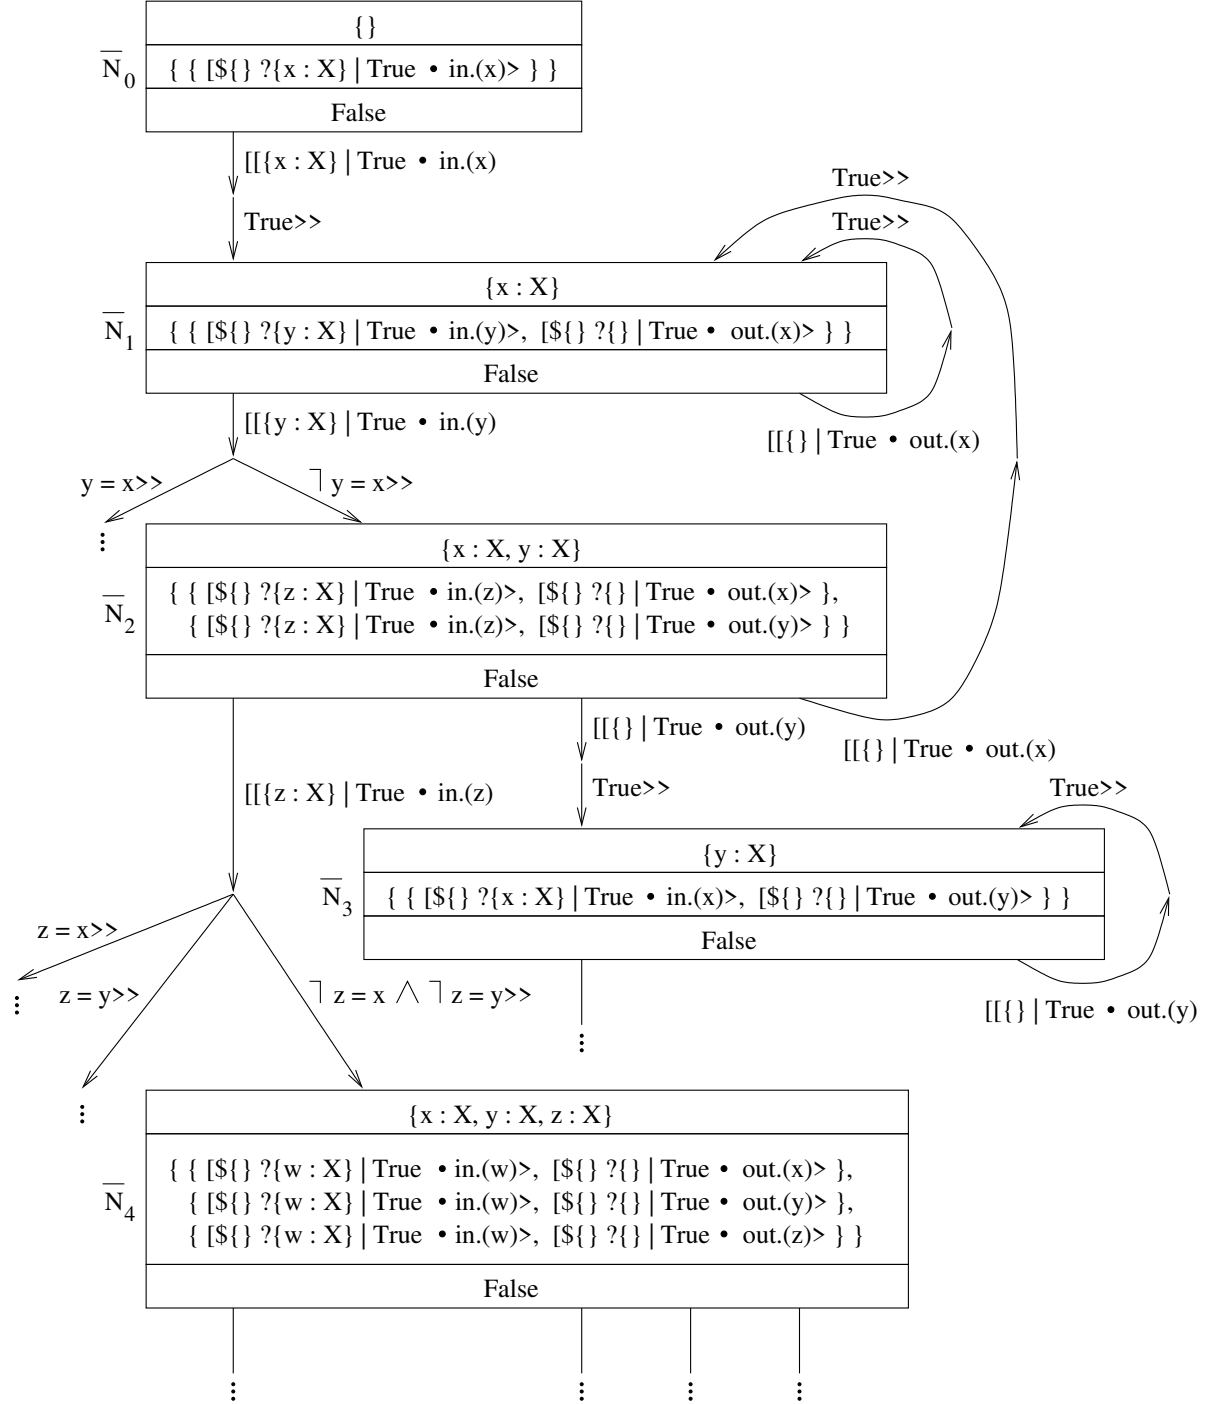 {}
N̅0
{ { [${} ?{x : X} | True • in.(x)> } }
False
[[{x : X} | True • in.(x)
True>>
True>>
True>>
{x : X}
N̅1
{ { [${} ?{y : X} | True • in.(y)>, [${} ?{} | True • out.(x)> } }
False
[[{y : X} | True • in.(y)
[[{} | True • out.(x)
y = x>>
⌝ y = x>>
⋮
{x : X, y : X}
N̅2
{ { [${} ?{z : X} | True • in.(z)>, [${} ?{} | True • out.(x)> },
{ [${} ?{z : X} | True • in.(z)>, [${} ?{} | True • out.(y)> } }
False
[[{} | True • out.(y)
[[{} | True • out.(x)
[[{z : X} | True • in.(z)
True>>
True>>
{y : X}
N̅3
{ { [${} ?{x : X} | True • in.(x)>, [${} ?{} | True • out.(y)> } }
False
z = x>>
⋮
z = y>>
⌝ z = x ∧ ⌝ z = y>>
[[{} | True • out.(y)
⋮
⋮
{x : X, y : X, z : X}
N̅4
{ { [${} ?{w : X} | True • in.(w)>, [${} ?{} | True • out.(x)> },
{ [${} ?{w : X} | True • in.(w)>, [${} ?{} | True • out.(y)> },
{ [${} ?{w : X} | True • in.(w)>, [${} ?{} | True • out.(z)> } }
False
⋮ ⋮ ⋮ ⋮